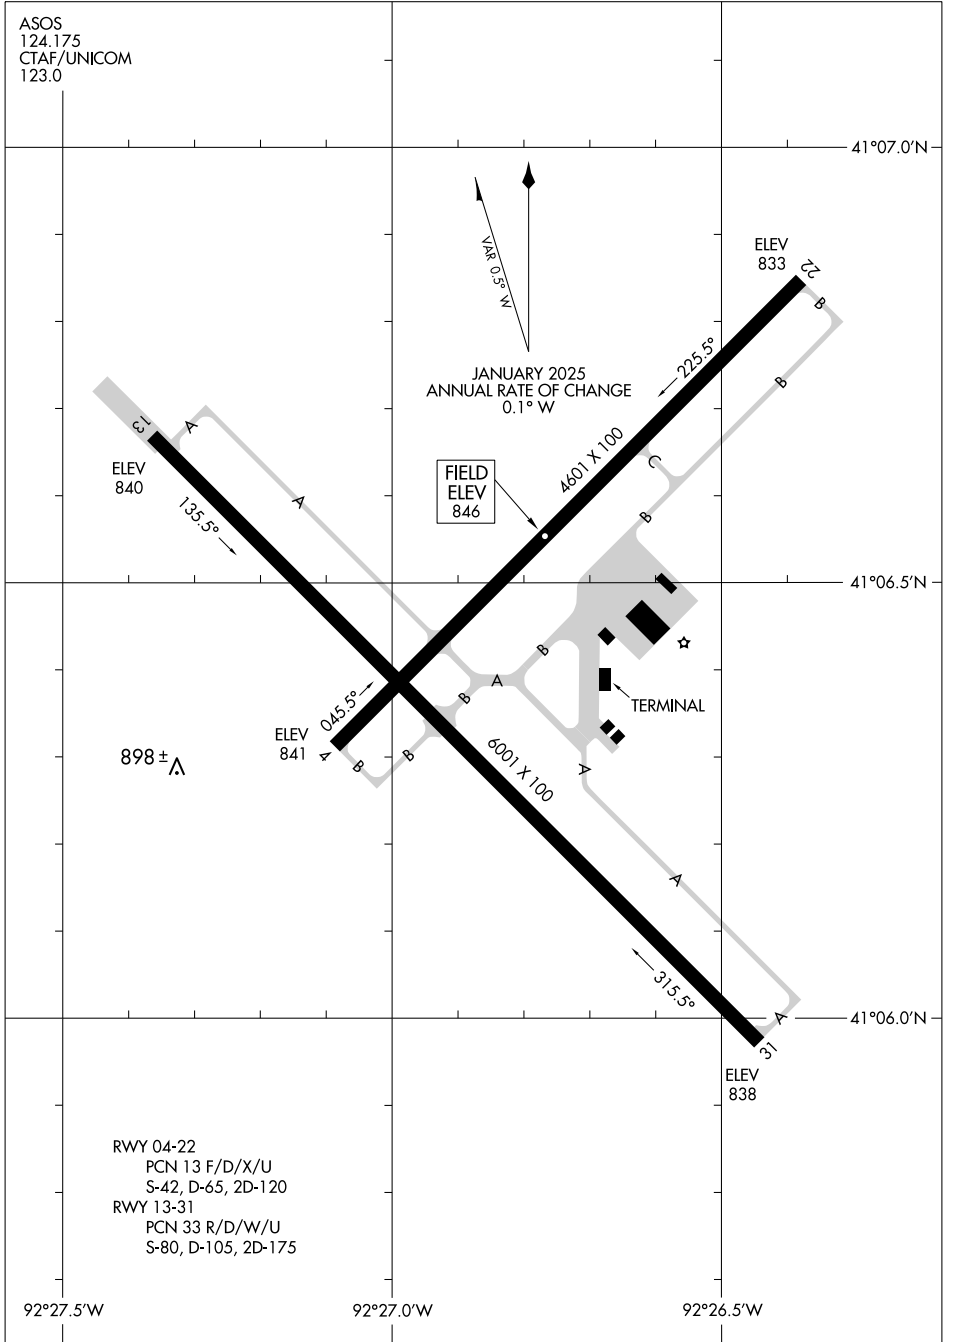 ASOS
124.175
CTAF/UNICOM
123.0
41°07.0'N
VAR 0.5° W
JANUARY 2025
ANNUAL RATE OF CHANGE
0.1° W
ELEV
833
22
B
B
225.5°
4601 X 100
C
B
FIELD
ELEV
846
13
A
A
ELEV
840
135.5°
41°06.5'N
B
A
B
TERMINAL
045.5°
ELEV
841
4
B
B
898 ±
6001 X 100
A
A
315.5°
A
41°06.0'N
31
ELEV
838
RWY 04-22
PCN 13 F/D/X/U
S-42, D-65, 2D-120
RWY 13-31
PCN 33 R/D/W/U
S-80, D-105, 2D-175
92°27.5'W
92°27.0'W
92°26.5'W